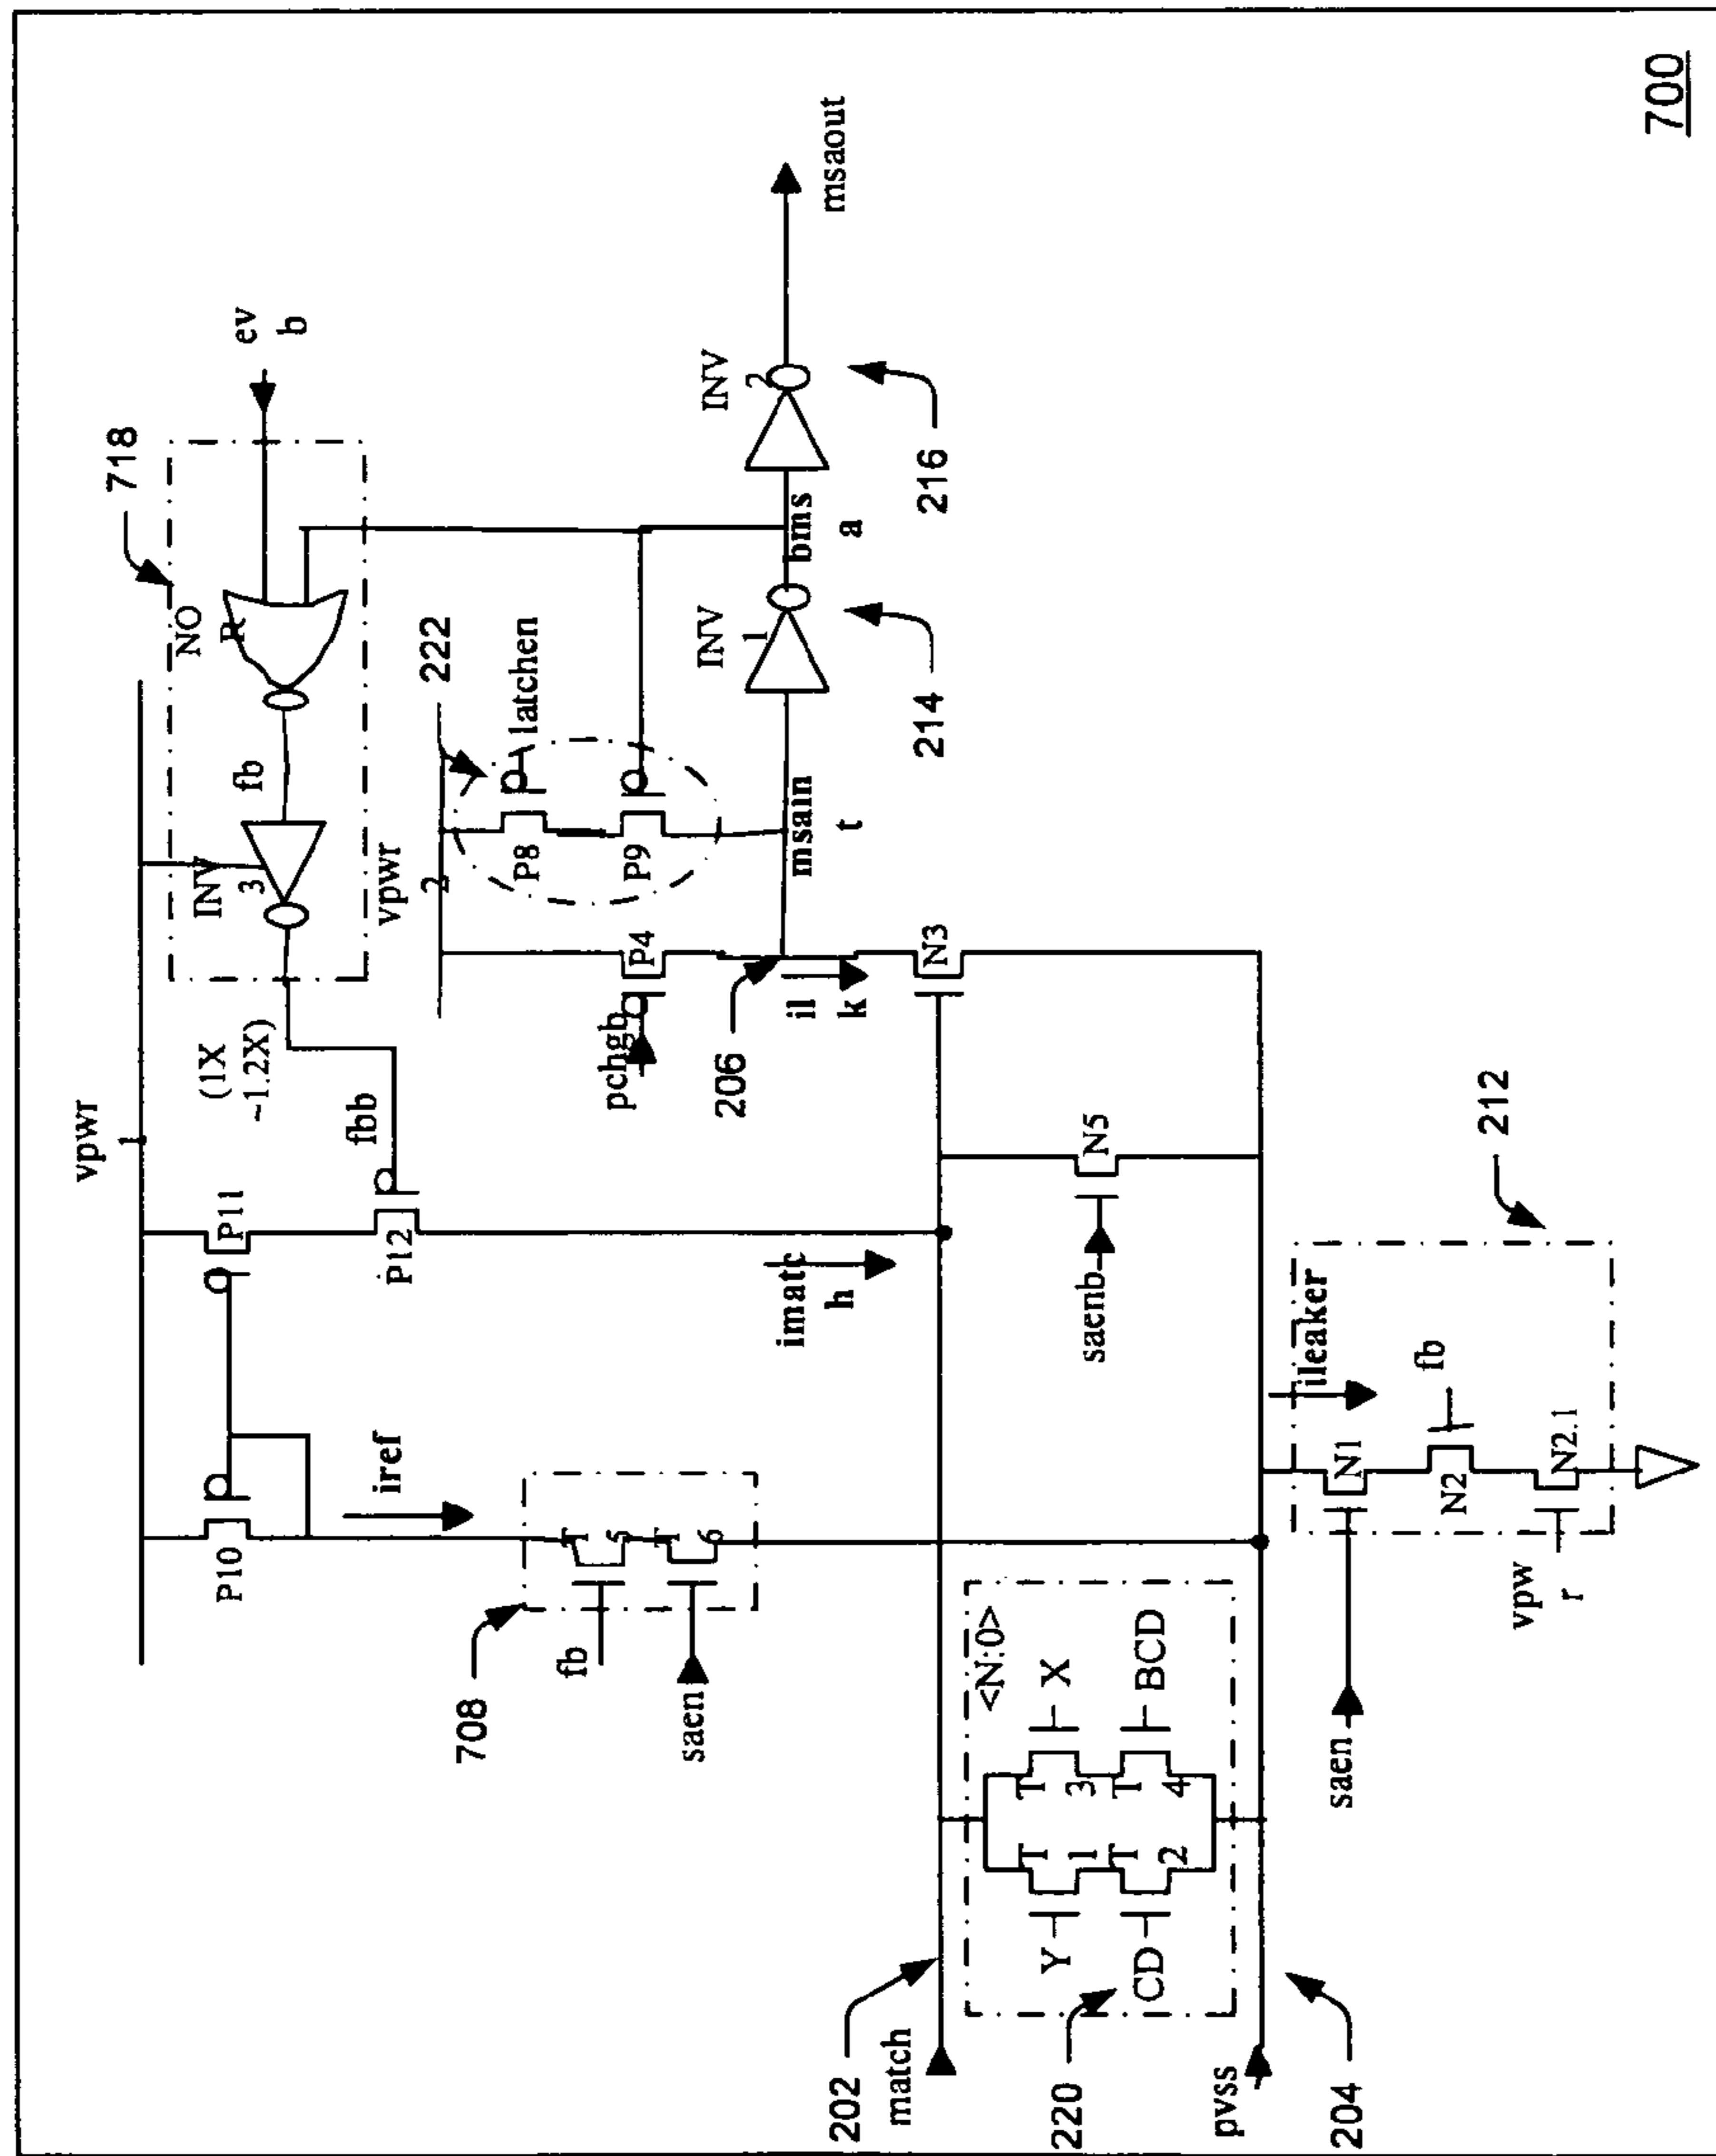 700
718
ev
b
NO
R
fb
INV
3
vpwr
1
(1X
~1.2X)
fbb
P11
P12
P10
iref
708
fb
T
5
T
6
saen
222
vpwr
2
latchen
P8
P9
P4
pchgb
206
il
k
N3
msain
t
INV
1
214
bms
a
INV
2
216
msaout
imatc
h
saenb
N5
202
match
<N:0>
Y
CD
T
1
T
2
T
3
T
4
X
BCD
220
pvss
204
saen
ileaker
N1
N2
fb
N2.1
vpw
r
212